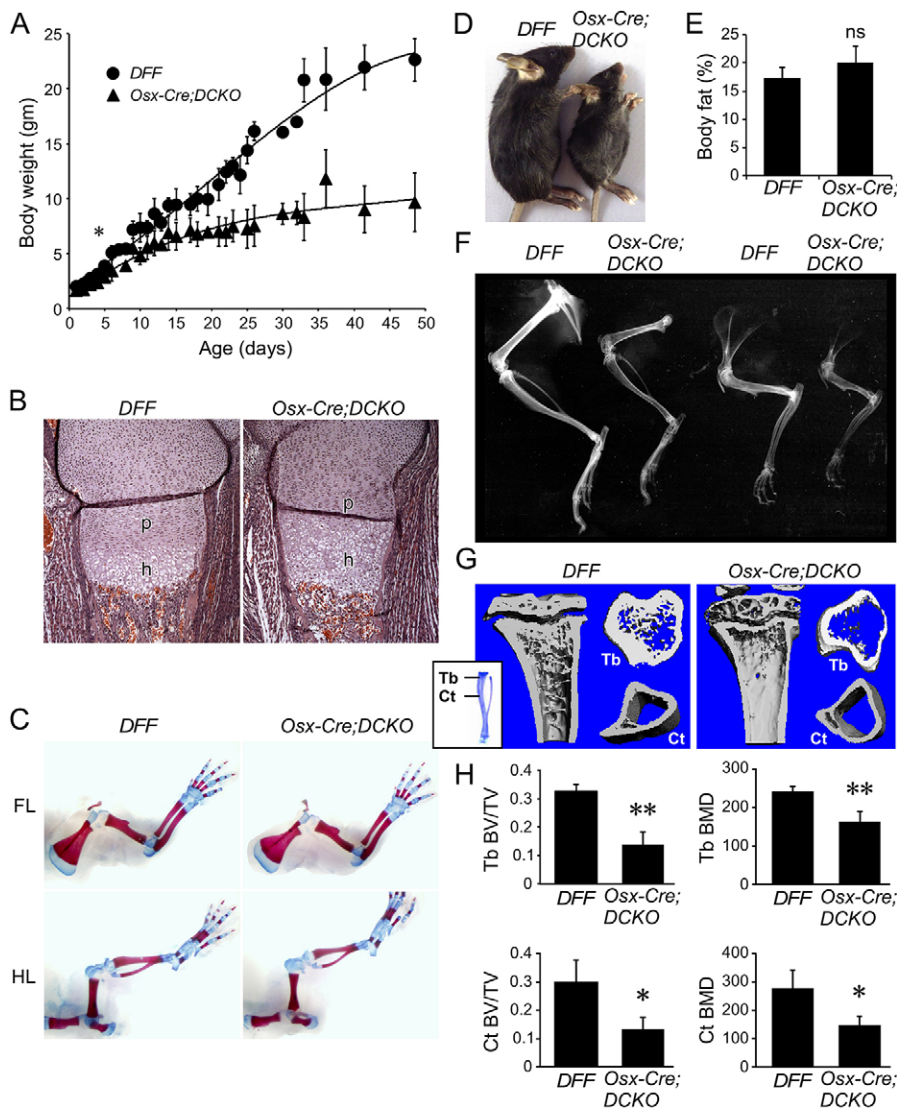 A
DFF
Osx-Cre;DCKO
Body weight (gm)
25
20
15
10
5
0
*
0
5
10
15
20
25
30
35
40
45
50
Age (days)
B
DFF
Osx-Cre;DCKO
p
h
p
h
C
DFF
Osx-Cre;DCKO
FL
HL
D
DFF
Osx-Cre;
DCKO
E
Body fat (%)
25
20
15
10
5
0
ns
DFF
Osx-Cre;
DCKO
F
DFF
Osx-Cre;
DCKO
DFF
Osx-Cre;
DCKO
G
DFF
Osx-Cre;DCKO
Tb
Ct
Tb
Ct
Tb
Ct
H
Tb BV/TV
0.4
0.3
0.2
0.1
0
**
DFF
Osx-Cre;
DCKO
Tb BMD
300
200
100
0
**
DFF
Osx-Cre;
DCKO
Ct BV/TV
0.4
0.3
0.2
0.1
0
*
DFF
Osx-Cre;
DCKO
Ct BMD
400
300
200
100
0
*
DFF
Osx-Cre;
DCKO